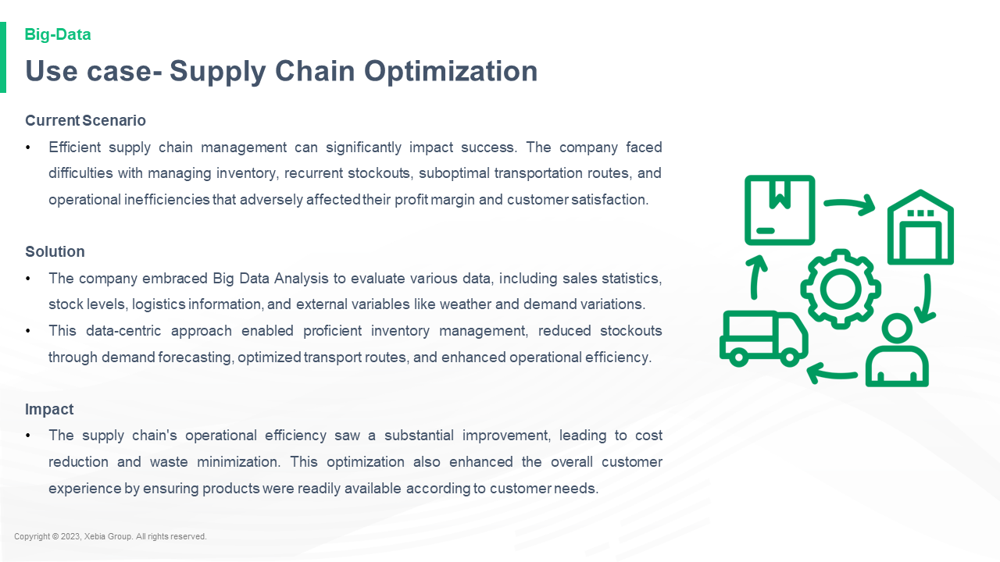 Big-Data
Use case- Supply Chain Optimization
Current Scenario
• Efficient supply chain management can significantly impact success. The company faced
difficulties with managing inventory, recurrent stockouts, suboptimal transportation routes, and
operational inefficiencies that adversely affected their profit margin and customer satisfaction.
Solution
• The company embraced Big Data Analysis to evaluate various data, including sales statistics,
stock levels, logistics information, and external variables like weather and demand variations.
• This data-centric approach enabled proficient inventory management, reduced stockouts
through demand forecasting, optimized transport routes, and enhanced operational efficiency.
Impact
• The supply chain's operational efficiency saw a substantial improvement, leading to cost
reduction and waste minimization. This optimization also enhanced the overall customer
experience by ensuring products were readily available according to customer needs.
Copyright © 2023, Xebia Group. All rights reserved.